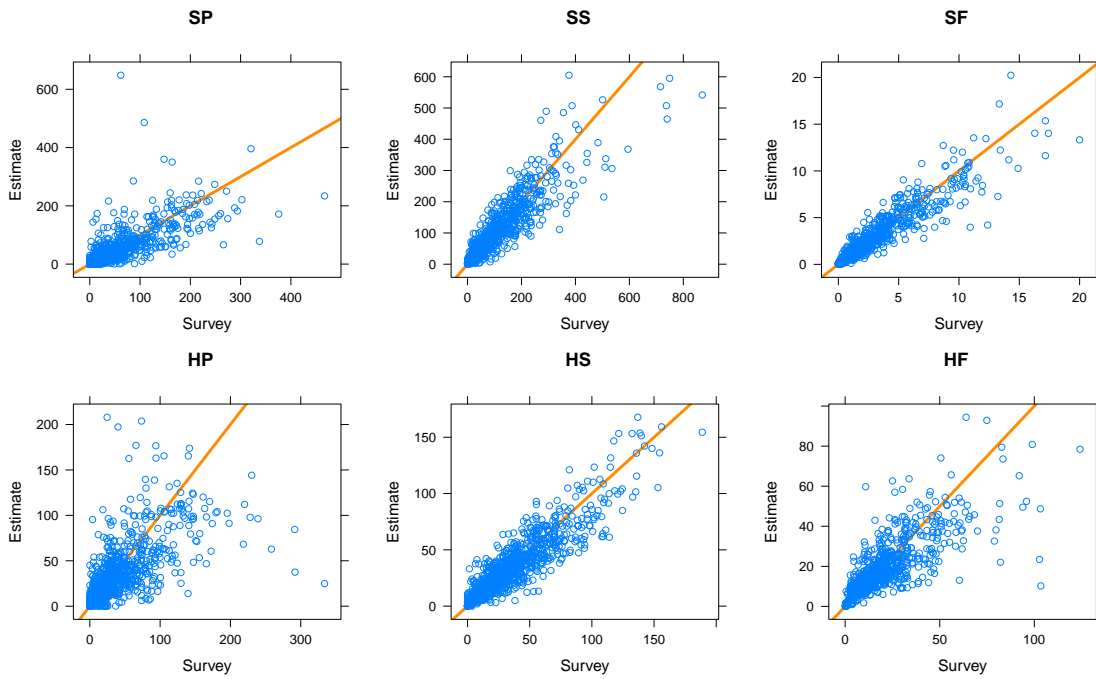 SP SS SF
600
400
200
0
Estimate
0 100 200 300 400
Survey
600
500
400
300
200
100
0
Estimate
0 200 400 600 800
Survey
20
15
10
5
0
Estimate
0 5 10 15 20
Survey
HP HS HF
200
150
100
50
0
Estimate
0 100 200 300
Survey
150
100
50
0
Estimate
0 50 100 150
Survey
80
60
40
20
0
Estimate
0 50 100
Survey